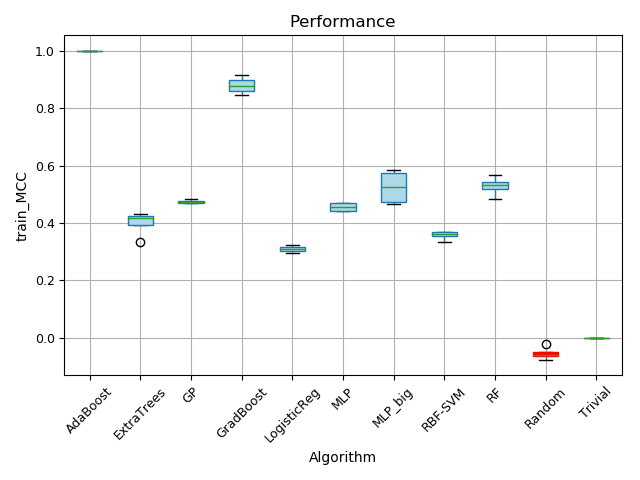 Performance
1.0
0.8
0.6
0.4
0.2
0.0
train_MCC
AdaBoost
ExtraTrees
GP
GradBoost
LogisticReg
MLP
MLP_big
RBF-SVM
RF
Random
Trivial
Algorithm